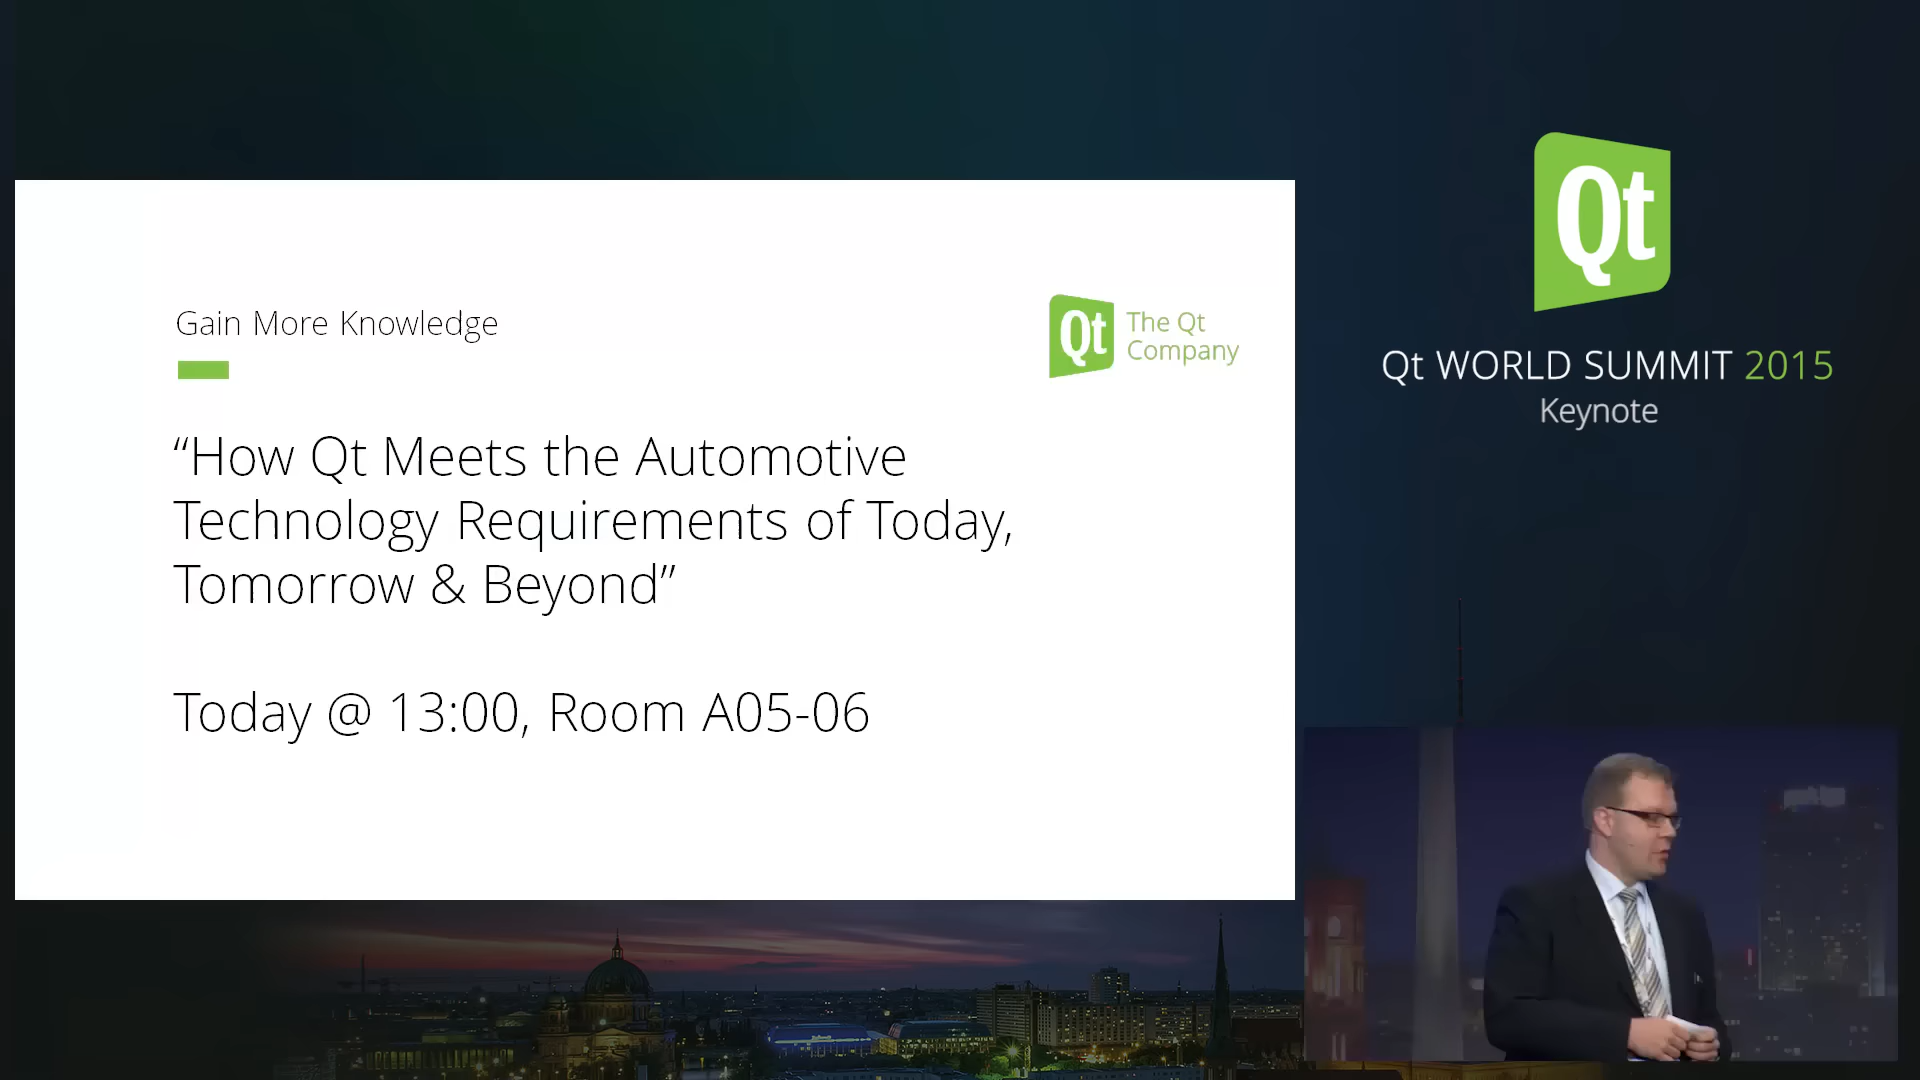 Gain More Knowledge
Qt The Qt
Company
“How Qt Meets the Automotive
Technology Requirements of Today,
Tomorrow & Beyond”
Today @ 13:00, Room A05-06
Qt
Qt WORLD SUMMIT 2015
Keynote